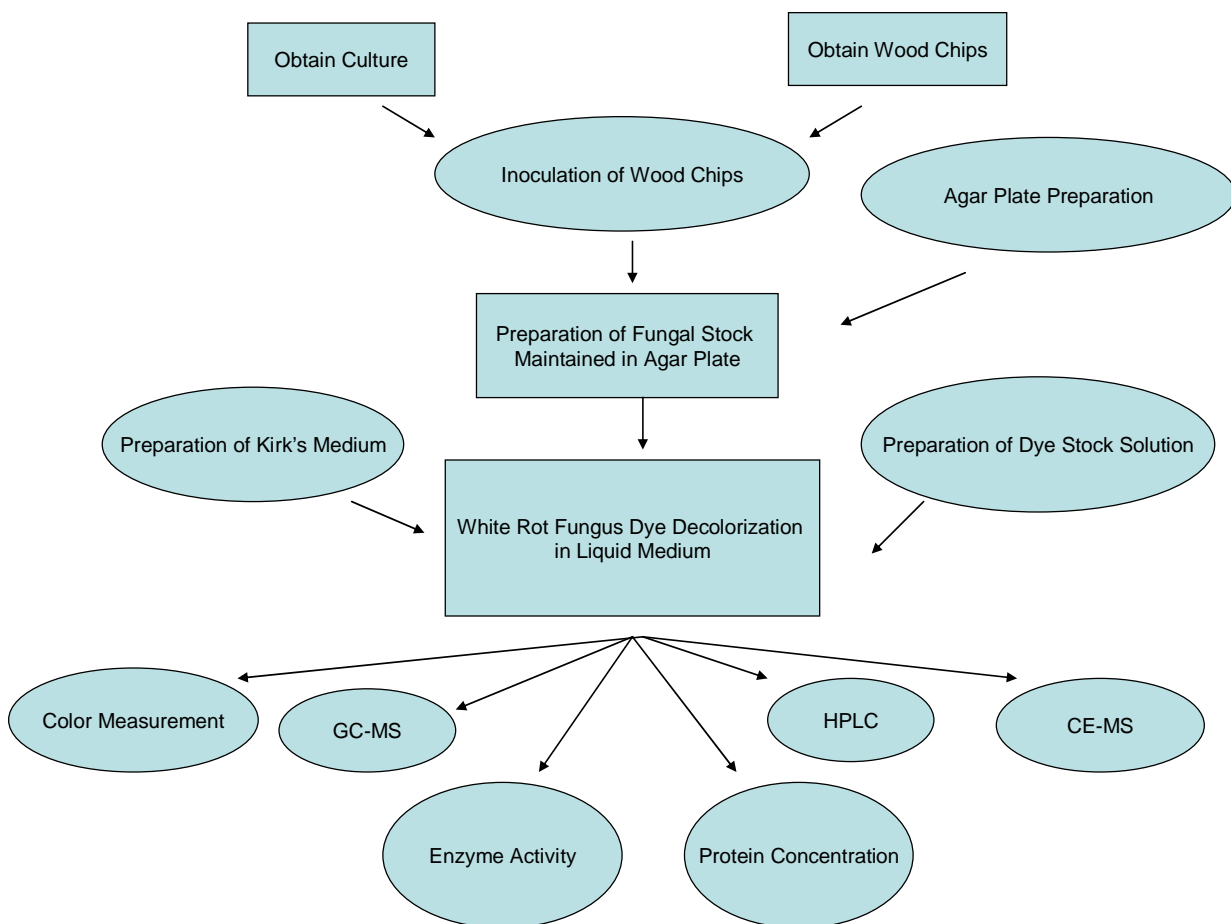 Obtain Culture
Obtain Wood Chips
Inoculation of Wood Chips
Agar Plate Preparation
Preparation of Fungal Stock
Maintained in Agar Plate
Preparation of Kirk's Medium
Preparation of Dye Stock Solution
White Rot Fungus Dye Decolorization
in Liquid Medium
Color Measurement
GC-MS
HPLC
CE-MS
Enzyme Activity
Protein Concentration